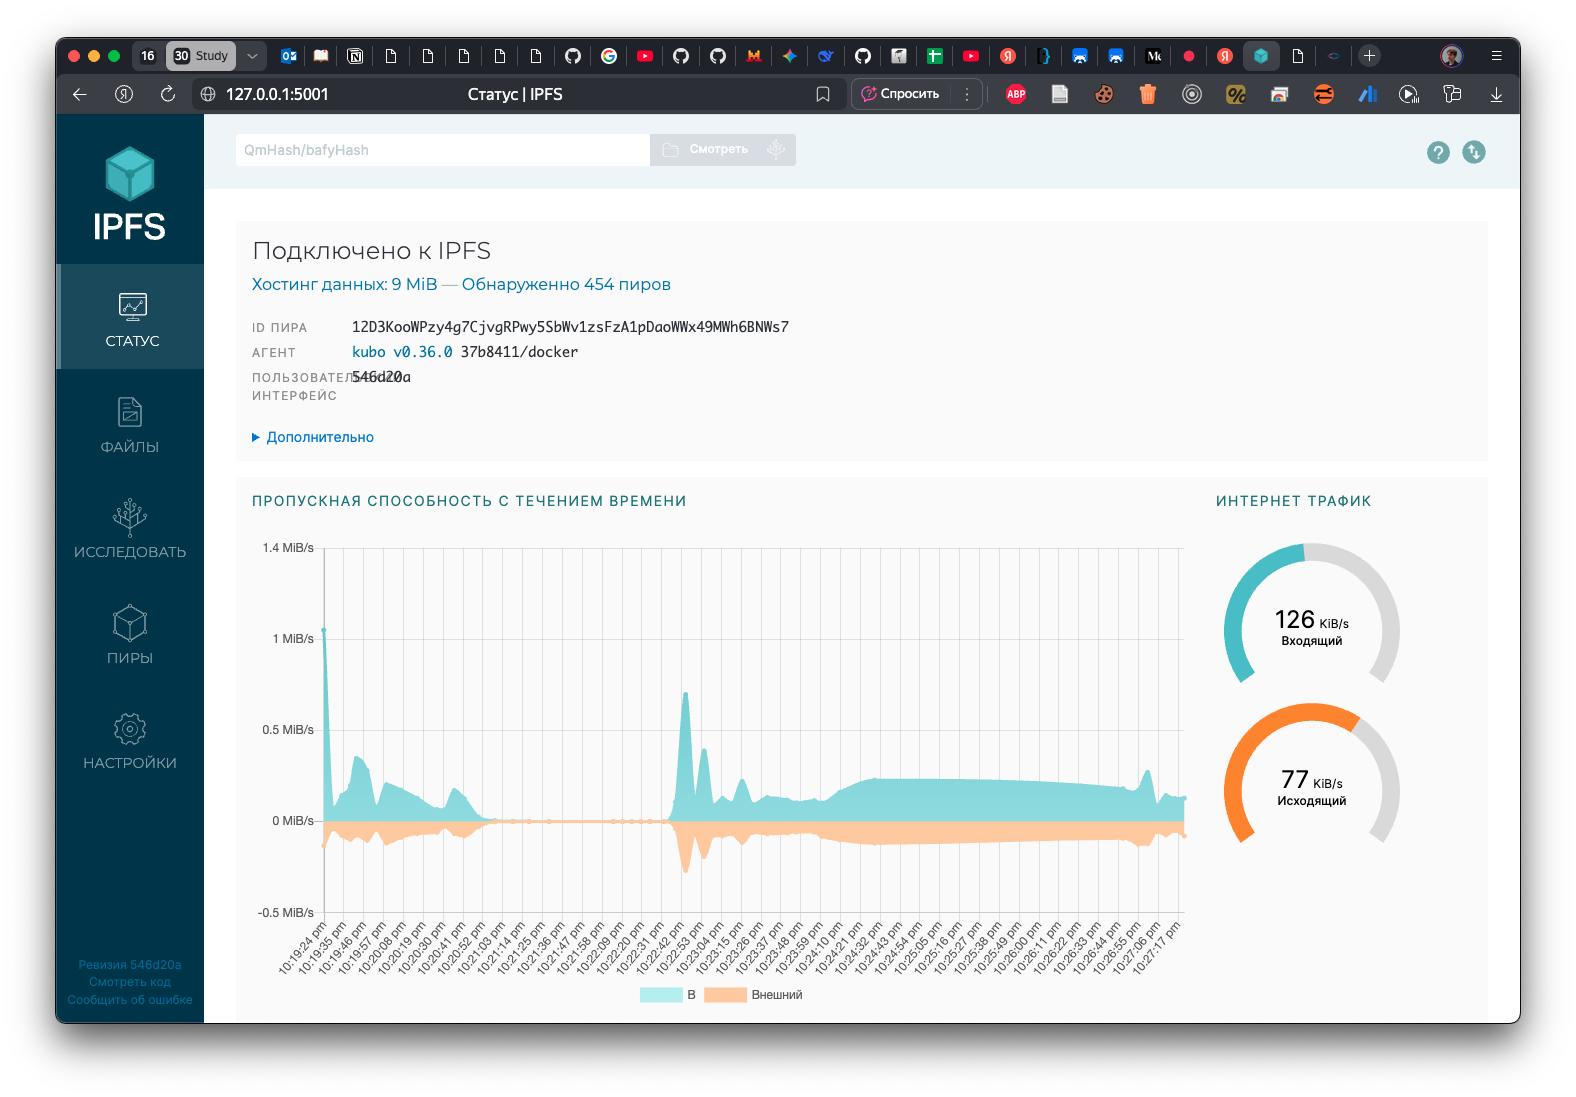 16
30 Study
127.0.0.1:5001
Статус | IPFS
Спросить
ABP
QmHash/bafyHash
Смотреть
IPFS
СТАТУС
ФАЙЛЫ
ИССЛЕДОВАТЬ
ПИРЫ
НАСТРОЙКИ
Ревизия 546d20a
Смотреть код
Сообщить об ошибке
Подключено к IPFS
Хостинг данных: 9 MiB — Обнаруженно 454 пиров
ID ПИРА 12D3KooWPzy4g7CjvgRPwy5SbWv1zsFzA1pDaoWWx49MWh6BNWs7
АГЕНТ kubo v0.36.0 37b8411/docker
ПОЛЬЗОВАТЕЛЬСКИЙ 546d20a
ИНТЕРФЕЙС
Дополнительно
ПРОПУСКНАЯ СПОСОБНОСТЬ С ТЕЧЕНИЕМ ВРЕМЕНИ
1.4 MiB/s
1 MiB/s
0.5 MiB/s
0 MiB/s
-0.5 MiB/s
10:19:24 pm
10:19:35 pm
10:19:46 pm
10:19:57 pm
10:20:08 pm
10:20:19 pm
10:20:30 pm
10:20:41 pm
10:20:52 pm
10:21:03 pm
10:21:14 pm
10:21:25 pm
10:21:36 pm
10:21:47 pm
10:21:58 pm
10:22:09 pm
10:22:20 pm
10:22:31 pm
10:22:42 pm
10:22:53 pm
10:23:04 pm
10:23:15 pm
10:23:26 pm
10:23:37 pm
10:23:48 pm
10:23:59 pm
10:24:10 pm
10:24:21 pm
10:24:32 pm
10:24:43 pm
10:24:54 pm
10:25:05 pm
10:25:16 pm
10:25:27 pm
10:25:38 pm
10:25:49 pm
10:26:00 pm
10:26:11 pm
10:26:22 pm
10:26:33 pm
10:26:44 pm
10:26:55 pm
10:27:06 pm
10:27:17 pm
В
Внешний
ИНТЕРНЕТ ТРАФИК
126 KiB/s
Входящий
77 KiB/s
Исходящий